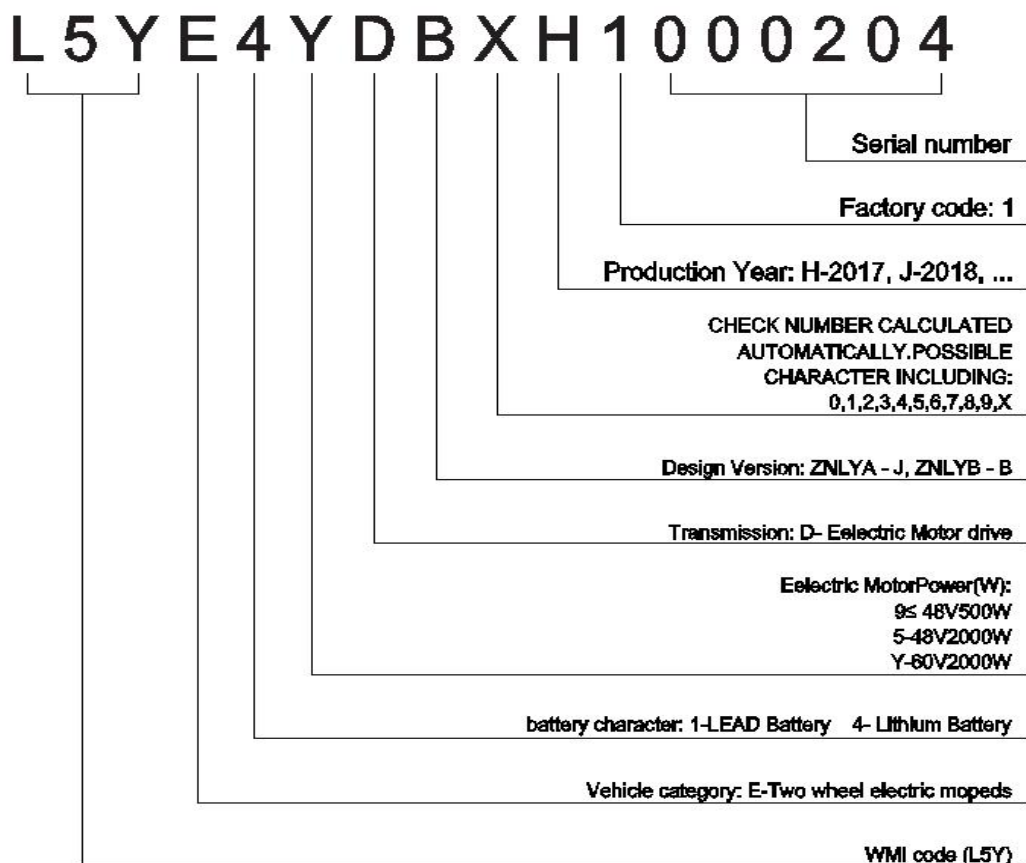 L5YE4YDBXH1000204
Serial number
Factory code: 1
Production Year: H-2017, J-2018, ...
CHECK NUMBER CALCULATED
AUTOMATICALLY.POSSIBLE
CHARACTER INCLUDING:
0,1,2,3,4,5,6,7,8,9,X
Design Version: ZNLYA - J, ZNLYB - B
Transmission: D- Eelectric Motor drive
Eelectric MotorPower(W):
9≤ 48V500W
5-48V2000W
Y-60V2000W
battery character: 1-LEAD Battery 4- Lithium Battery
Vehicle category: E-Two wheel electric mopeds
WMI code (L5Y)